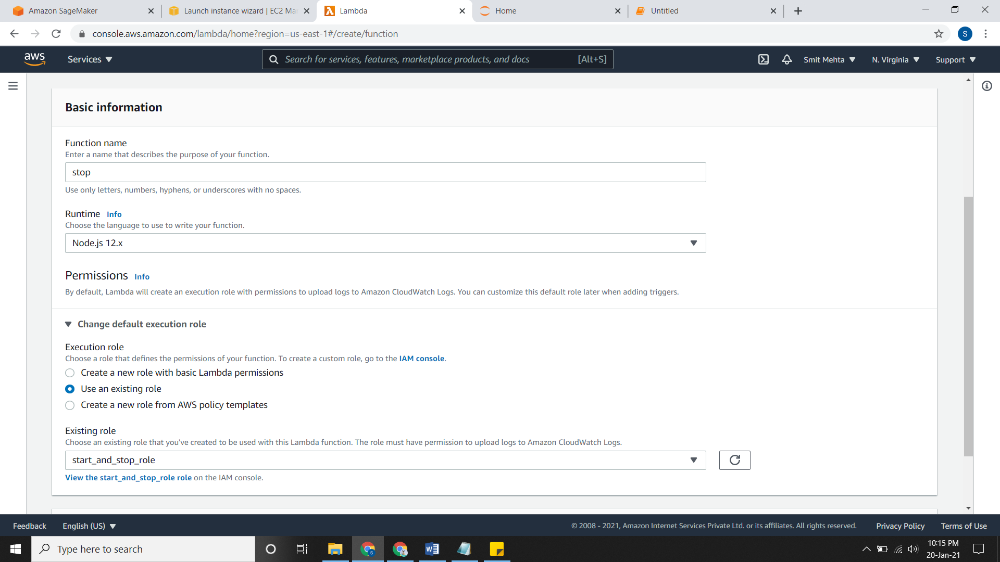 Amazon SageMaker
Launch instance wizard | EC2 Ma
Lambda
Home
Untitled
console.aws.amazon.com/lambda/home?region=us-east-1#/create/function
S
aws
Services
Search for services, features, marketplace products, and docs
[Alt+S]
Smit Mehta
N. Virginia
Support
Basic information
Function name
Enter a name that describes the purpose of your function.
stop
Use only letters, numbers, hyphens, or underscores with no spaces.
Runtime Info
Choose the language to use to write your function.
Node.js 12.x
Permissions Info
By default, Lambda will create an execution role with permissions to upload logs to Amazon CloudWatch Logs. You can customize this default role later when adding triggers.
Change default execution role
Execution role
Choose a role that defines the permissions of your function. To create a custom role, go to the IAM console.
Create a new role with basic Lambda permissions
Use an existing role
Create a new role from AWS policy templates
Existing role
Choose an existing role that you've created to be used with this Lambda function. The role must have permission to upload logs to Amazon CloudWatch Logs.
start_and_stop_role
View the start_and_stop_role role on the IAM console.
Feedback
English (US)
© 2008 - 2021, Amazon Internet Services Private Ltd. or its affiliates. All rights reserved.
Privacy Policy
Terms of Use
Type here to search
10:15 PM
20-Jan-21